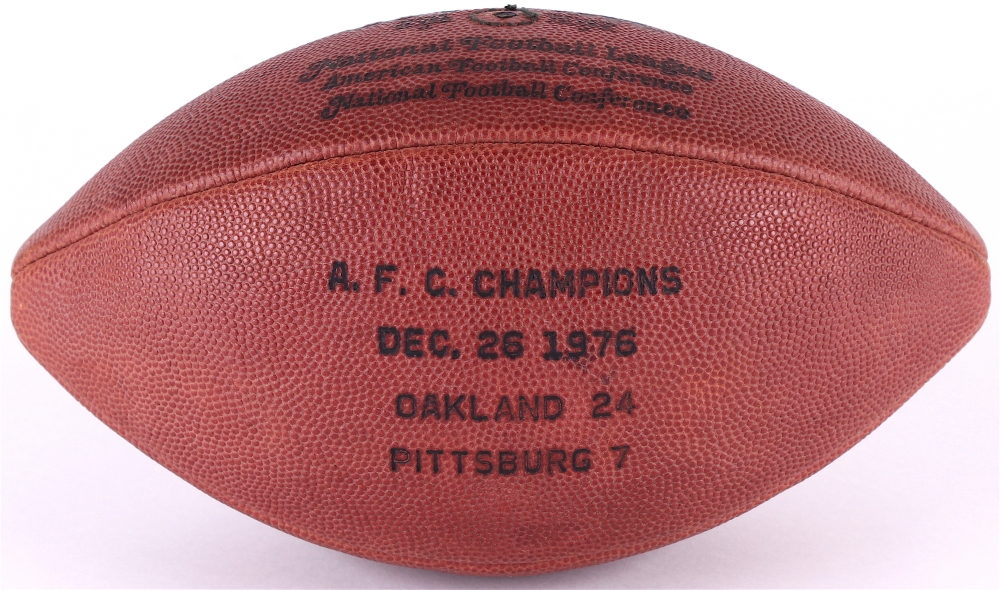 National Football League
American Football Conference
National Football Conference
A. F. C. CHAMPIONS
DEC. 26 1976
OAKLAND 24
PITTSBURG 7